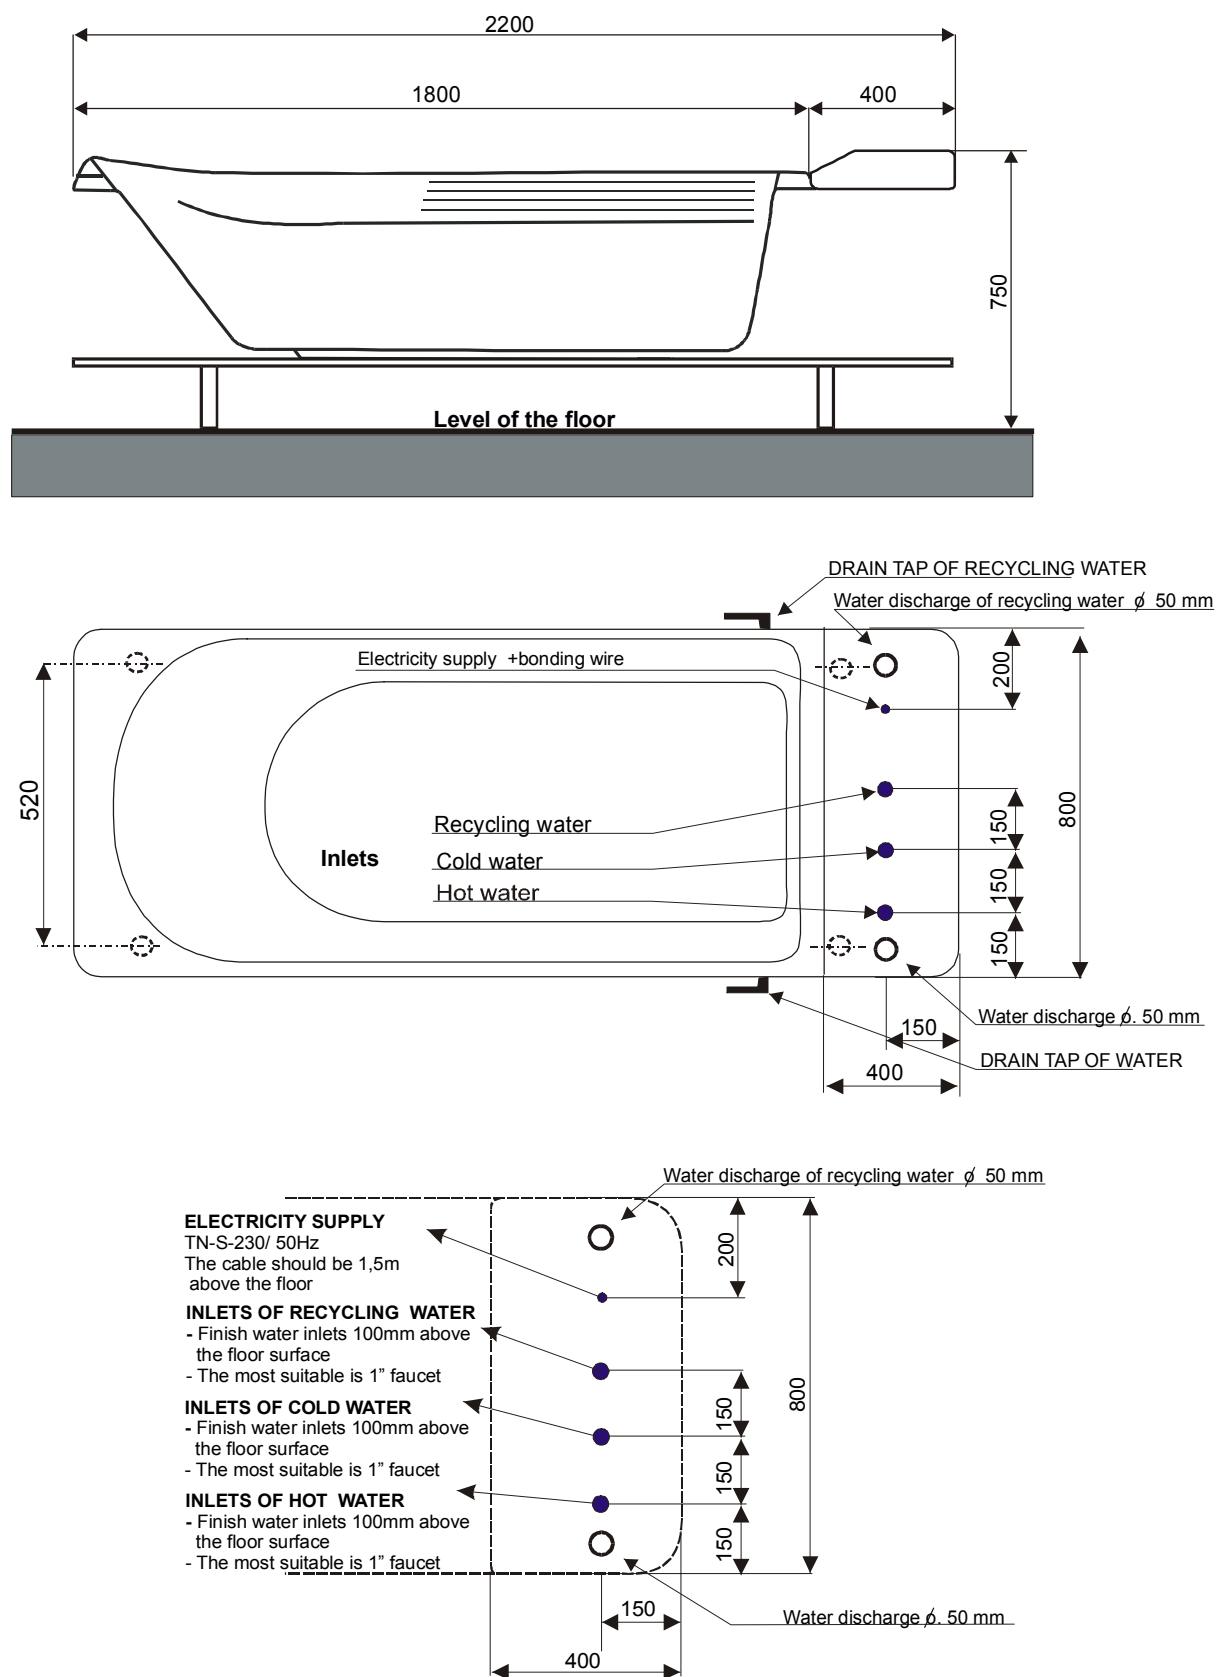 2200
1800
400
750
Level of the floor
DRAIN TAP OF RECYCLING WATER
Water discharge of recycling water ϕ 50 mm
Electricity supply +bonding wire
200
520
800
Recycling water
150
Inlets
Cold water
150
Hot water
150
Water discharge ϕ. 50 mm
150
DRAIN TAP OF WATER
400
Water discharge of recycling water ϕ 50 mm
ELECTRICITY SUPPLY
TN-S-230/ 50Hz
The cable should be 1,5m
above the floor
200
INLETS OF RECYCLING WATER
- Finish water inlets 100mm above
the floor surface
- The most suitable is 1” faucet
800
150
INLETS OF COLD WATER
- Finish water inlets 100mm above
the floor surface
- The most suitable is 1” faucet
150
INLETS OF HOT WATER
- Finish water inlets 100mm above
the floor surface
- The most suitable is 1” faucet
150
150
Water discharge ϕ. 50 mm
400